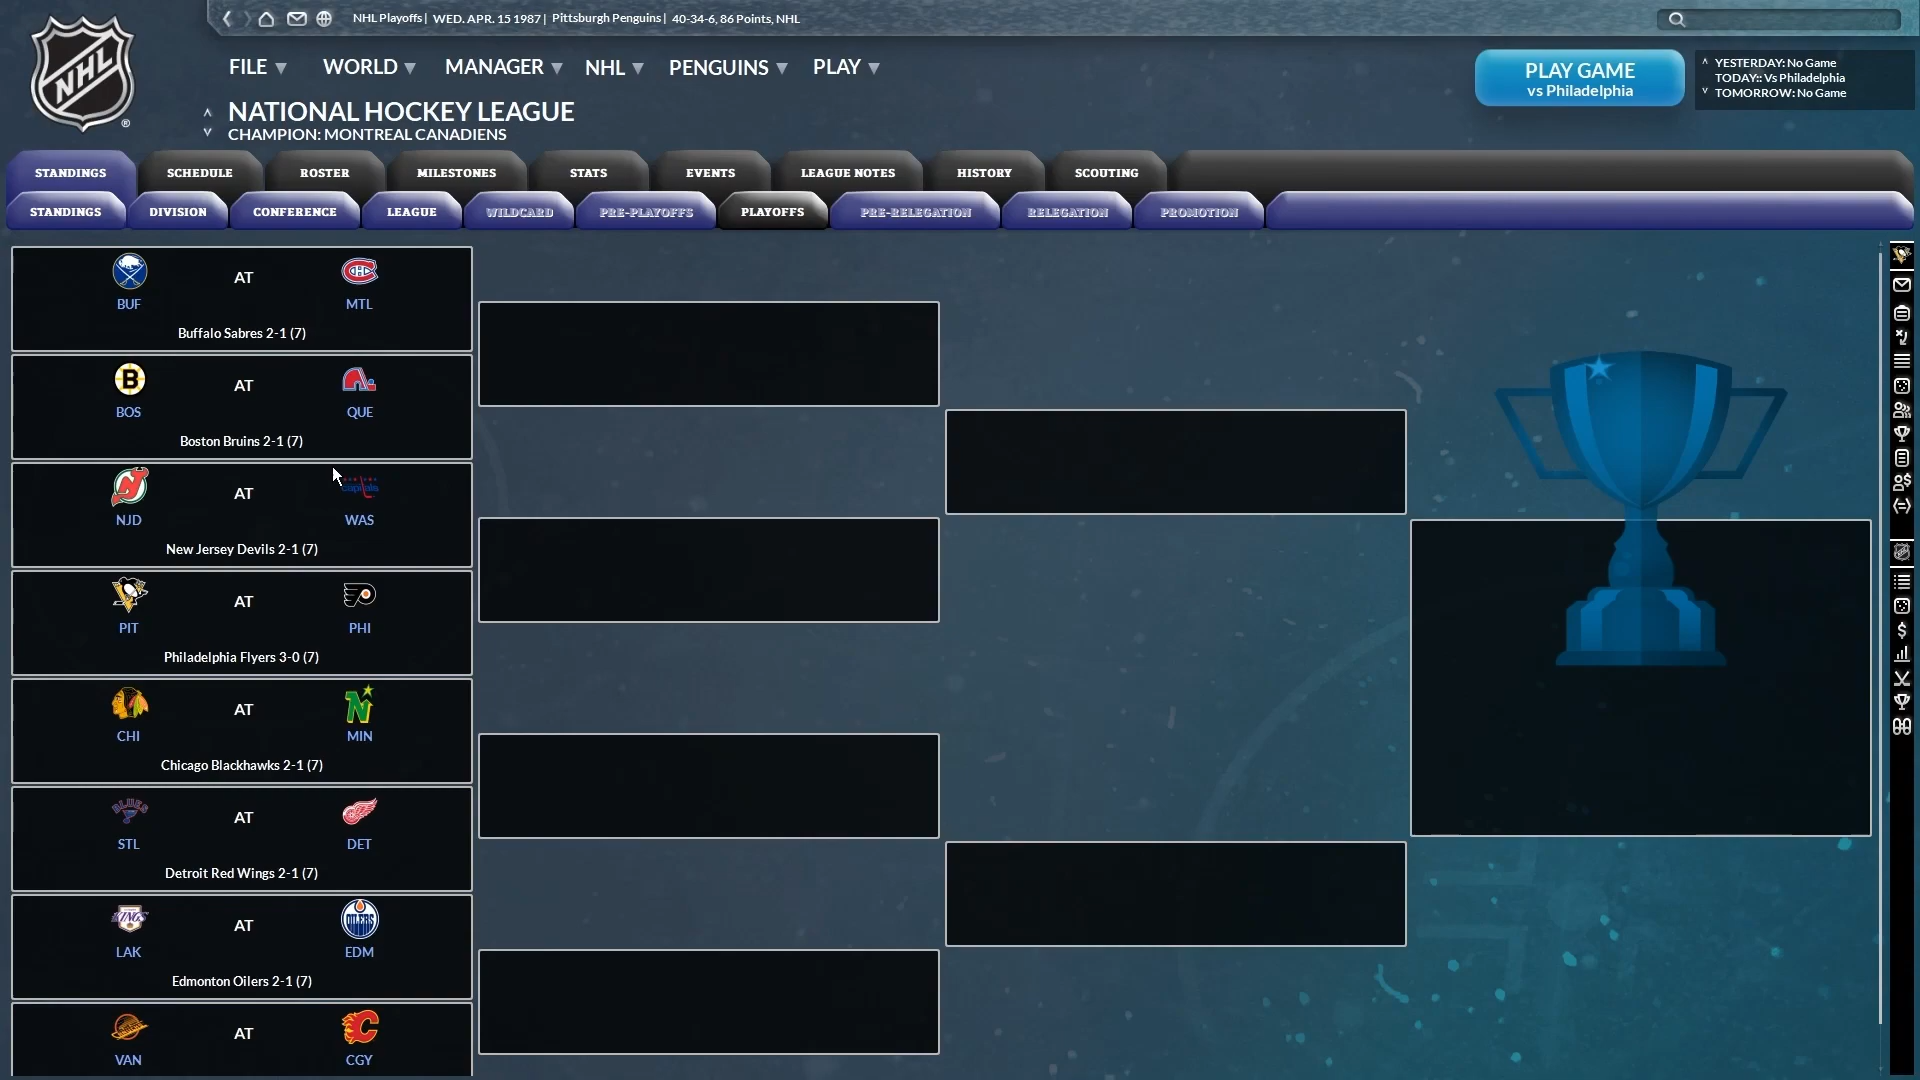 NHL Playoffs | WED. APR. 15 1987 | Pittsburgh Penguins | 40-34-6, 86 Points, NHL
FILE WORLD MANAGER NHL PENGUINS PLAY
PLAY GAME
vs Philadelphia
YESTERDAY: No Game
TODAY:: Vs Philadelphia
TOMORROW: No Game
NHL
NATIONAL HOCKEY LEAGUE
CHAMPION: MONTREAL CANADIENS
STANDINGS SCHEDULE ROSTER MILESTONES STATS EVENTS LEAGUE NOTES HISTORY SCOUTING
STANDINGS DIVISION CONFERENCE LEAGUE WILDCARD PRE-PLAYOFFS PLAYOFFS PRE-RELEGATION RELEGATION PROMOTION
AT
BUF MTL
Buffalo Sabres 2-1 (7)
B AT
BOS QUE
Boston Bruins 2-1 (7)
AT capitals
NJD WAS
New Jersey Devils 2-1 (7)
AT
PIT PHI
Philadelphia Flyers 3-0 (7)
AT N
CHI MIN
Chicago Blackhawks 2-1 (7)
BLUES AT
STL DET
Detroit Red Wings 2-1 (7)
KINGS AT OILERS
LAK EDM
Edmonton Oilers 2-1 (7)
AT C
VAN CGY